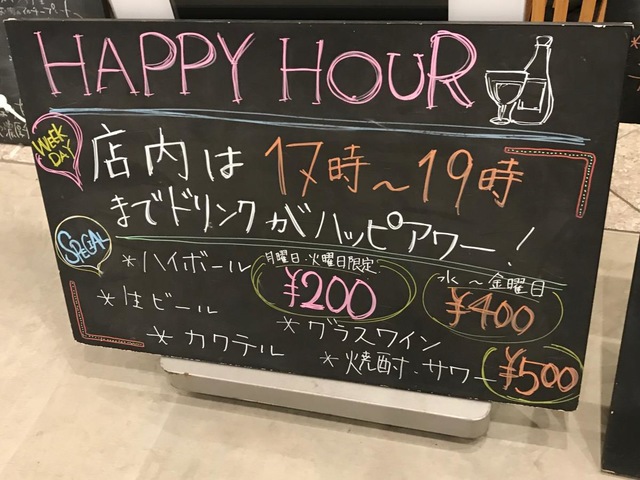 HAPPY HOUR
WEEK DAY
店内は 17時~19時
までドリンクがハッピアワー!
SPECIAL
*ハイボール
月曜日.火曜日限定
¥200
水~金曜日
¥400
*生ビール
*グラスワイン
*カクテル
*焼酎.サワー
¥500